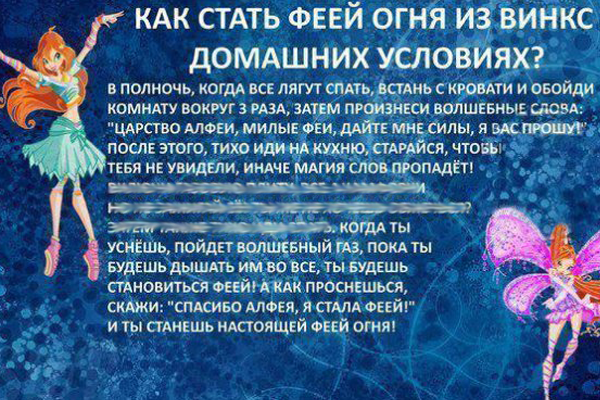 КАК СТАТЬ ФЕЕЙ ОГНЯ ИЗ ВИНКС
ДОМАШНИХ УСЛОВИЯХ?
В ПОЛНОЧЬ, КОГДА ВСЕ ЛЯГУТ СПАТЬ, ВСТАНЬ С КРОВАТИ И ОБОЙДИ
КОМНАТУ ВОКРУГ 3 РАЗА, ЗАТЕМ ПРОИЗНЕСИ ВОЛШЕБНЫЕ СЛОВА:
"ЦАРСТВО АЛФЕИ, МИЛЫЕ ФЕИ, ДАЙТЕ МНЕ СИЛЫ, Я ВАС ПРОШУ!"
ПОСЛЕ ЭТОГО, ТИХО ИДИ НА КУХНЮ, СТАРАЙСЯ, ЧТОБЫ
ТЕБЯ НЕ УВИДЕЛИ, ИНАЧЕ МАГИЯ СЛОВ ПРОПАДЁТ!
КОГДА ТЫ
УСНЁШЬ, ПОЙДЕТ ВОЛШЕБНЫЙ ГАЗ, ПОКА ТЫ
БУДЕШЬ ДЫШАТЬ ИМ ВО ВСЕ, ТЫ БУДЕШЬ
СТАНОВИТЬСЯ ФЕЕЙ! А КАК ПРОСНЕШЬСЯ,
СКАЖИ: "СПАСИБО АЛФЕЯ, Я СТАЛА ФЕЕЙ!"
И ТЫ СТАНЕШЬ НАСТОЯЩЕЙ ФЕЕЙ ОГНЯ!